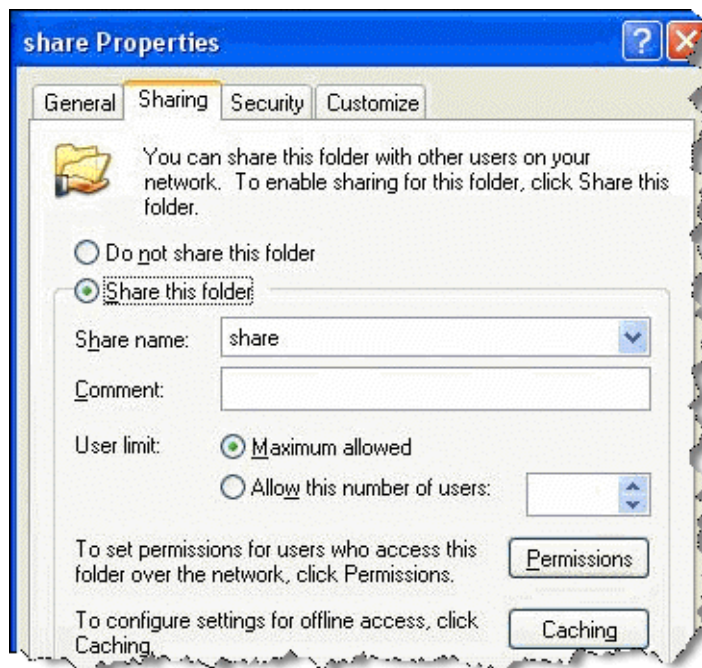 share Properties
?
General Sharing Security Customize
You can share this folder with other users on your
network. To enable sharing for this folder, click Share this
folder.
Do not share this folder
Share this folder
Share name: share
Comment:
User limit: Maximum allowed
Allow this number of users:
To set permissions for users who access this
folder over the network, click Permissions.
Permissions
To configure settings for offline access, click
Caching.
Caching